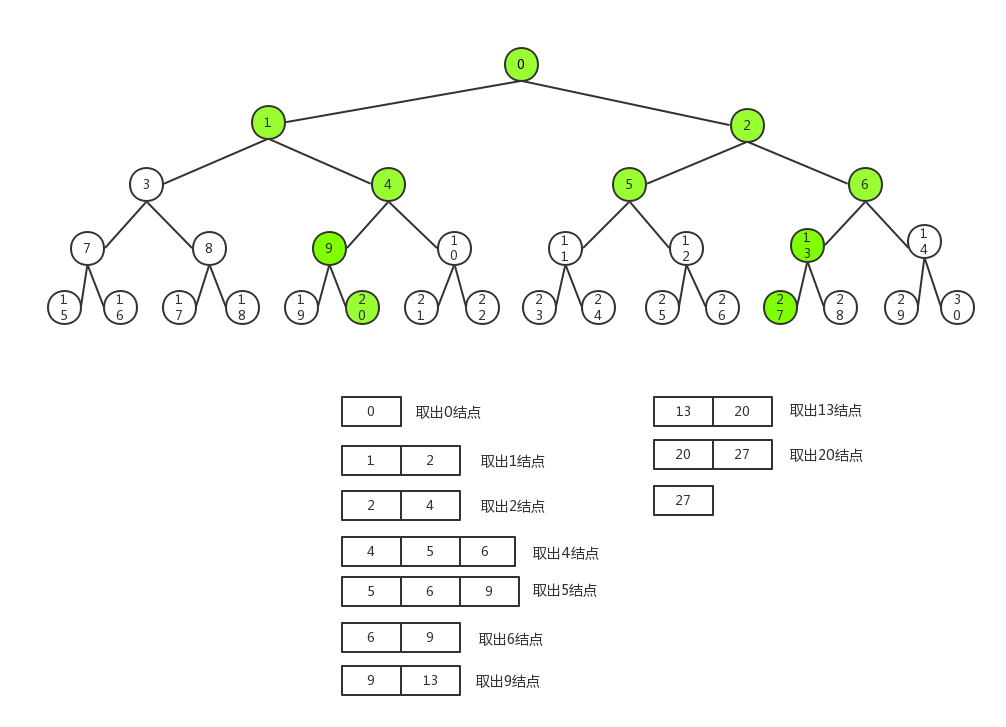 0
1 2
3 4 5 6
7 8 9 10 11 12 13 14
15 16 17 18 19 20 21 22 23 24 25 26 27 28 29 30
0 取出0结点
1 2 取出1结点
2 4 取出2结点
4 5 6 取出4结点
5 6 9 取出5结点
6 9 取出6结点
9 13 取出9结点
13 20 取出13结点
20 27 取出20结点
27